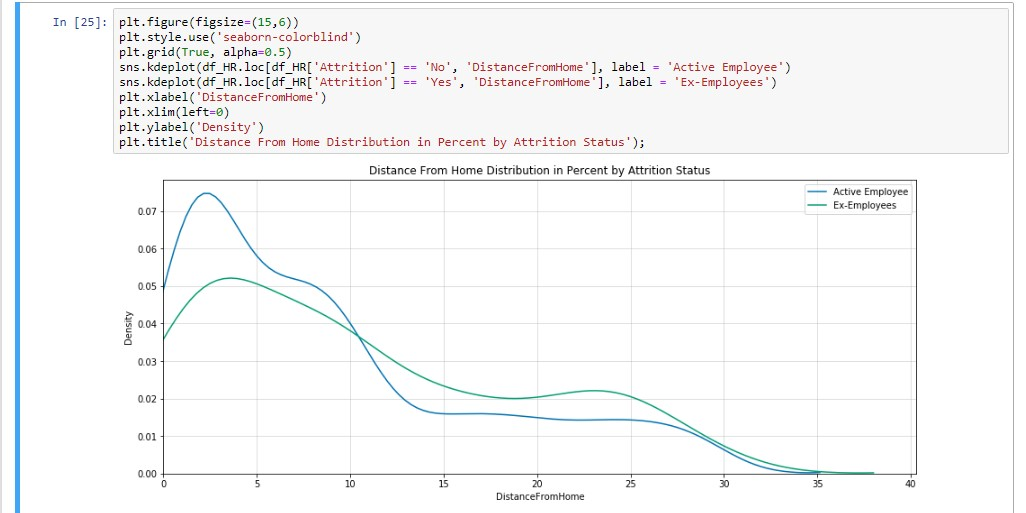 In [25]: plt.figure(figsize=(15,6))
plt.style.use('seaborn-colorblind')
plt.grid(True, alpha=0.5)
sns.kdeplot(df_HR.loc[df_HR['Attrition'] == 'No', 'DistanceFromHome'], label = 'Active Employee')
sns.kdeplot(df_HR.loc[df_HR['Attrition'] == 'Yes', 'DistanceFromHome'], label = 'Ex-Employees')
plt.xlabel('DistanceFromHome')
plt.xlim(left=0)
plt.ylabel('Density')
plt.title('Distance From Home Distribution in Percent by Attrition Status');
Distance From Home Distribution in Percent by Attrition Status
Active Employee
Ex-Employees
0.07
0.06
0.05
0.04
0.03
0.02
0.01
0.00
Density
0 5 10 15 20 25 30 35 40
DistanceFromHome